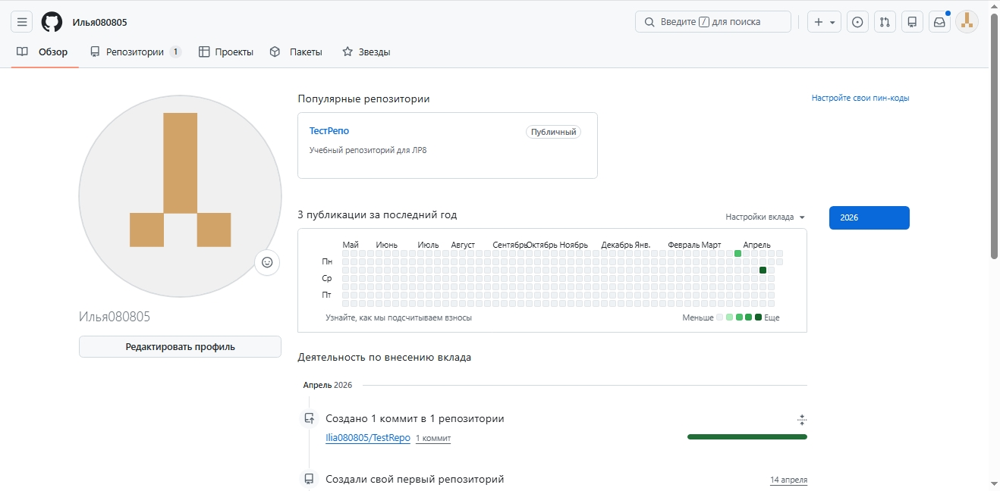 Илья080805
Введите / для поиска
Обзор
Репозитории 1
Проекты
Пакеты
Звезды
Популярные репозитории
Настройте свои пин-коды
ТестРепо
Публичный
Учебный репозиторий для ЛР8
3 публикации за последний год
Настройки вклада
2026
Май Июнь Июль Август Сентябрь Октябрь Ноябрь Декабрь Янв. Февраль Март Апрель
Пн
Ср
Пт
Узнайте, как мы подсчитываем взносы
Меньше
Еще
Илья080805
Редактировать профиль
Деятельность по внесению вклада
Апрель 2026
Создано 1 коммит в 1 репозитории
Ilia080805/TestRepo 1 коммит
Создали свой первый репозиторий
14 апреля